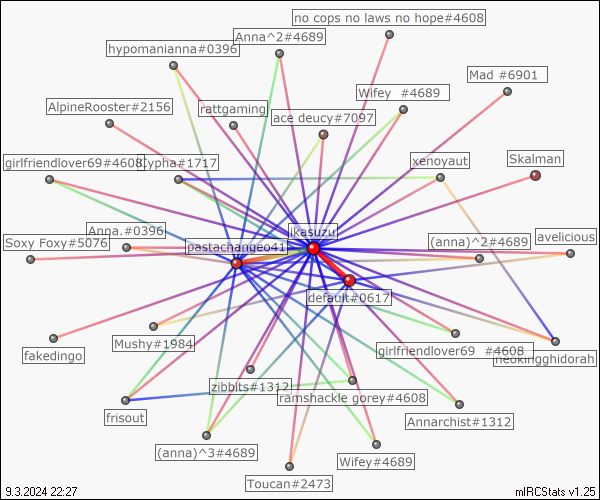 no cops no laws no hope#4608
Anna^2#4689
hypomanianna#0396
Mad #6901
Wifey  #4689
AlpineRooster#2156
rattgaming
ace deucy#7097
girlfriendlover69#4608
Cypha#1717
xenoyaut
Skalman
Anna.#0396
ikasuzu
Soxy Foxy#5076
pastachangeo41
(anna)^2#4689
avelicious
default#0617
Mushy#1984
fakedingo
girlfriendlover69  #4608
neokingghidorah
zibbits#1312
ramshackle gorey#4608
frisout
Annarchist#1312
(anna)^3#4689
Wifey#4689
Toucan#2473
9.3.2024 22:27
mIRCStats v1.25